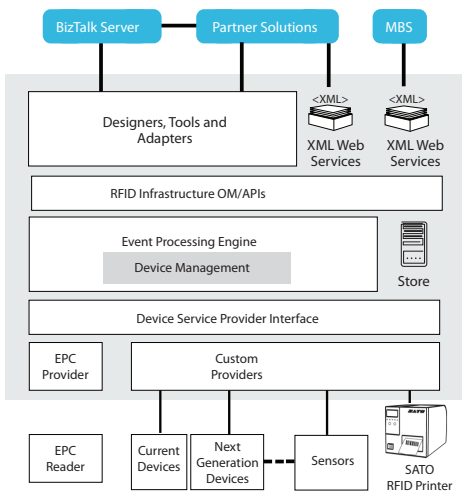 BizTalk Server
Partner Solutions
MBS
<XML>
<XML>
Designers, Tools and
Adapters
XML Web
Services
XML Web
Services
RFID Infrastructure OM/APIs
Event Processing Engine
Device Management
Store
Device Service Provider Interface
EPC
Provider
Custom
Providers
SATO
EPC
Reader
Current
Devices
Next
Generation
Devices
Sensors
SATO
RFID Printer